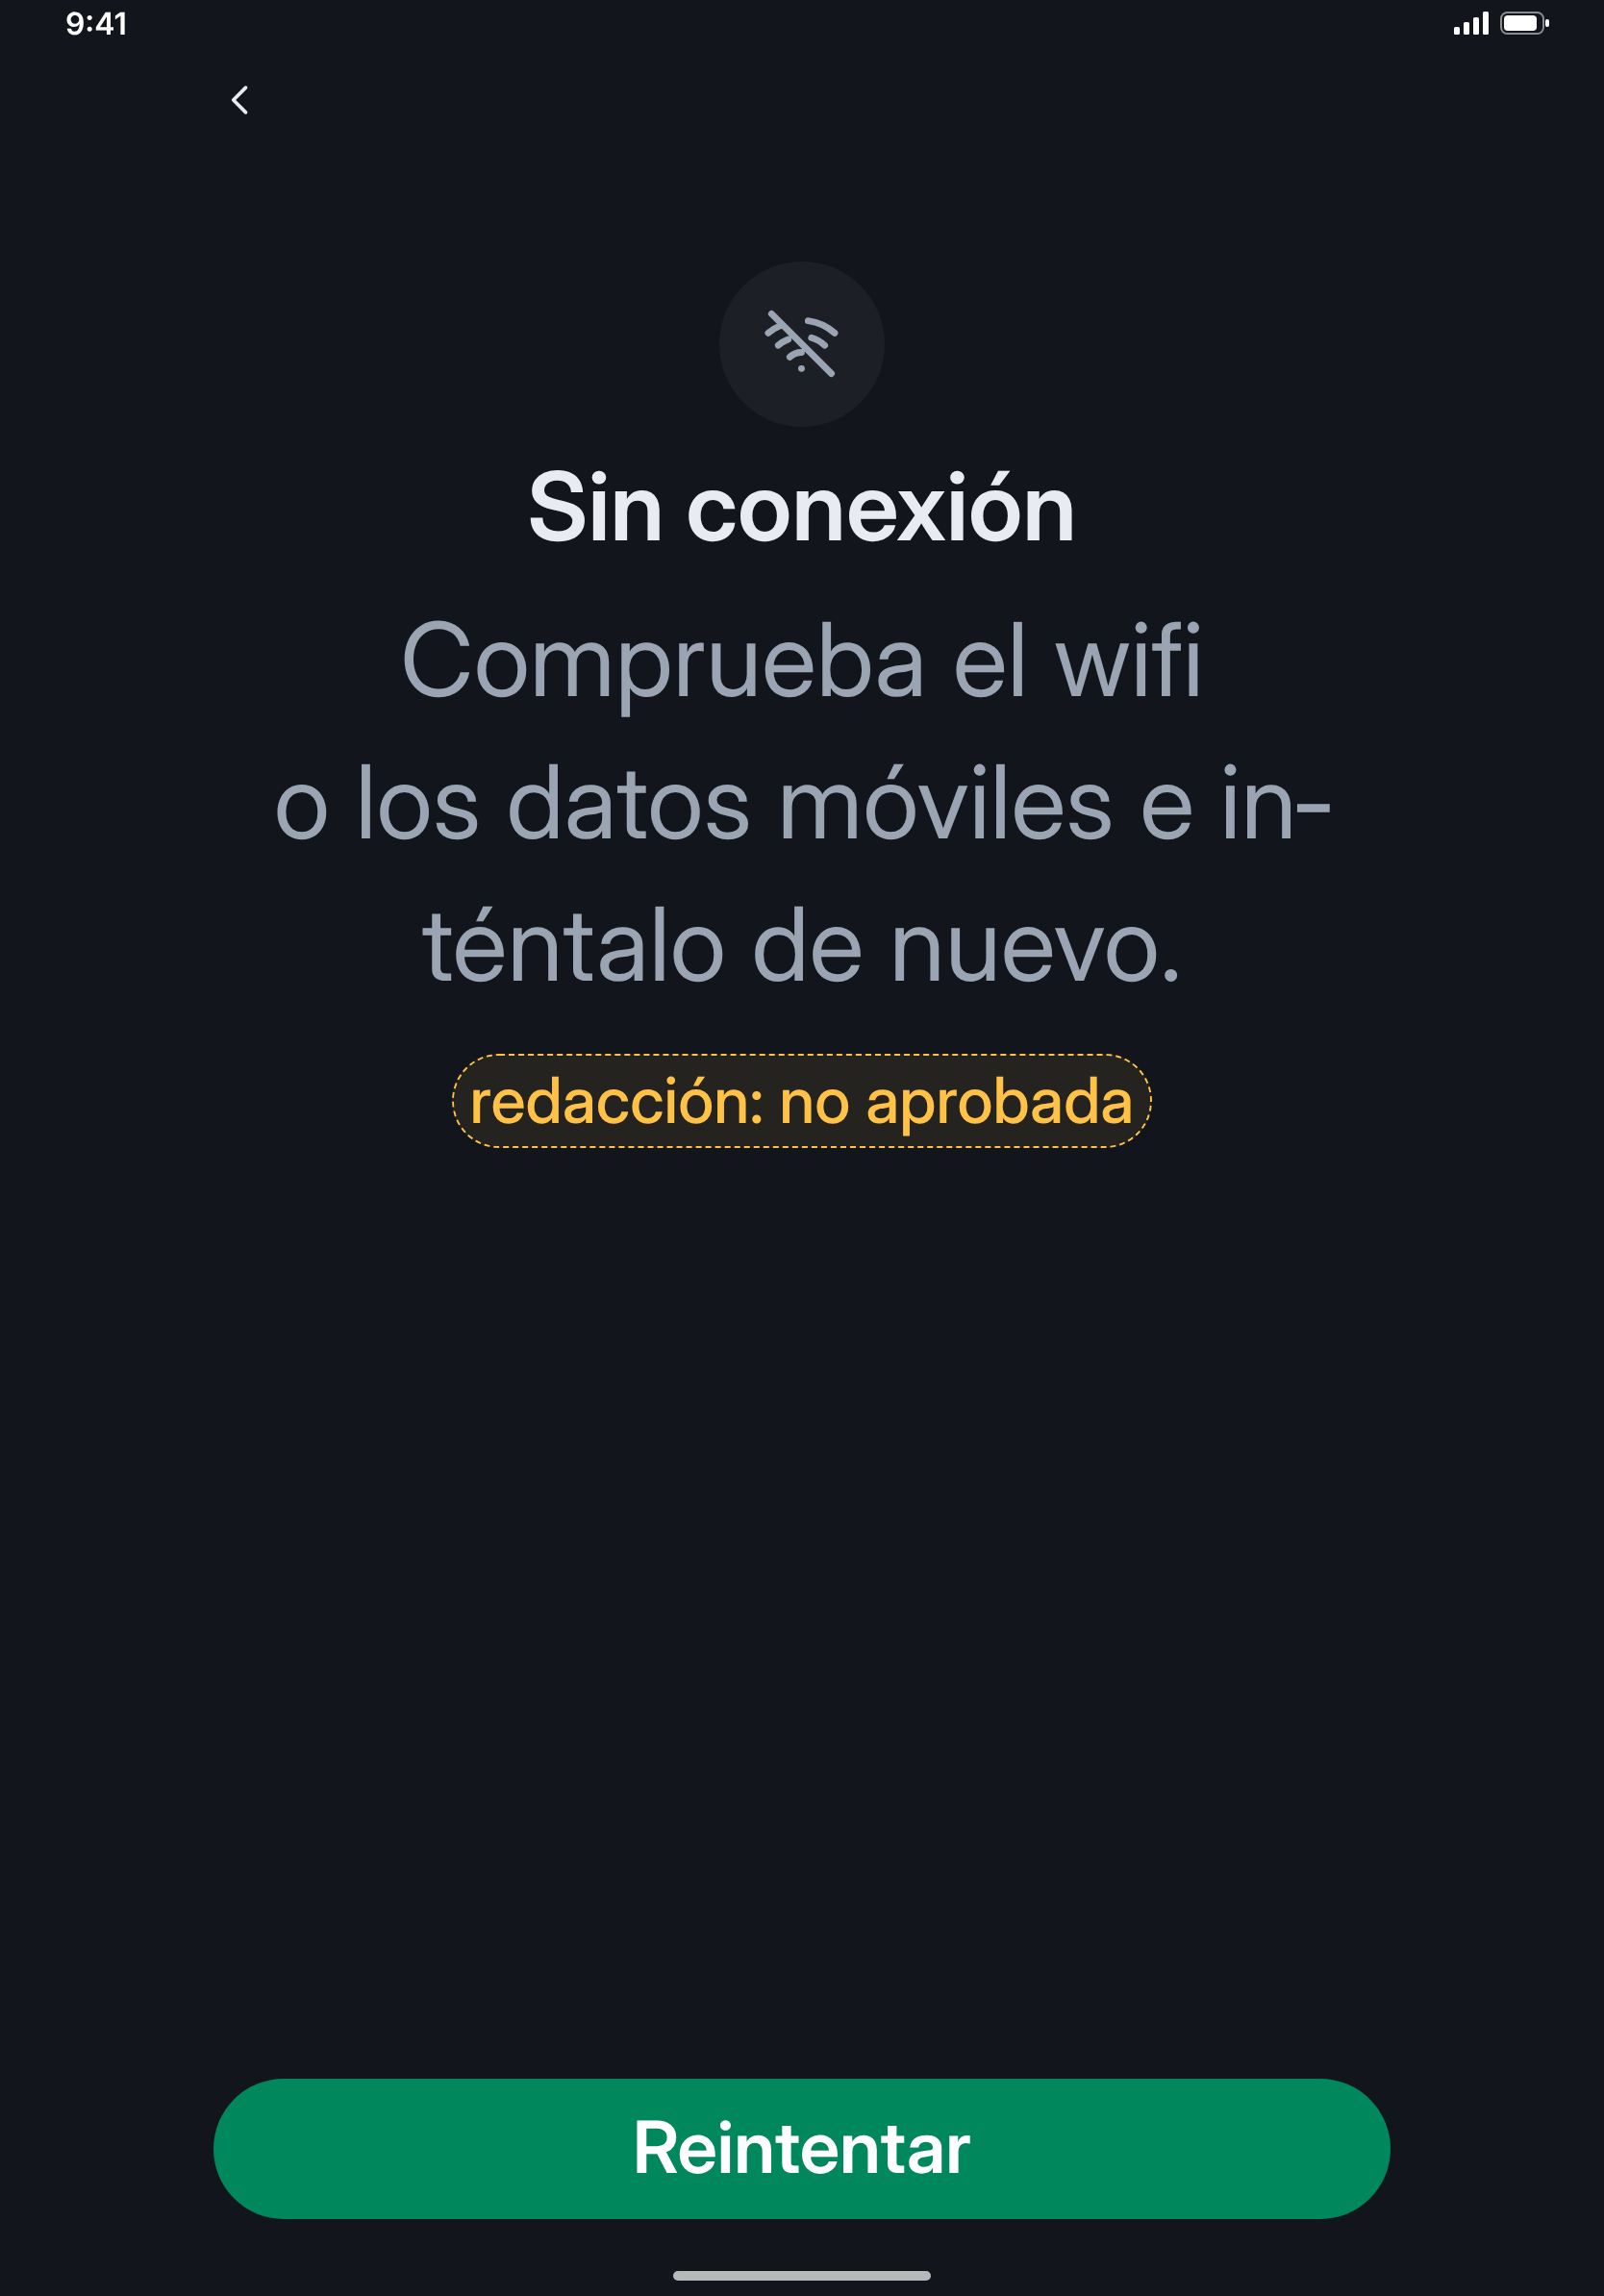 9:41
Sin conexión
Comprueba el wifi
o los datos móviles e in-
téntalo de nuevo.
redacción: no aprobada
Reintentar